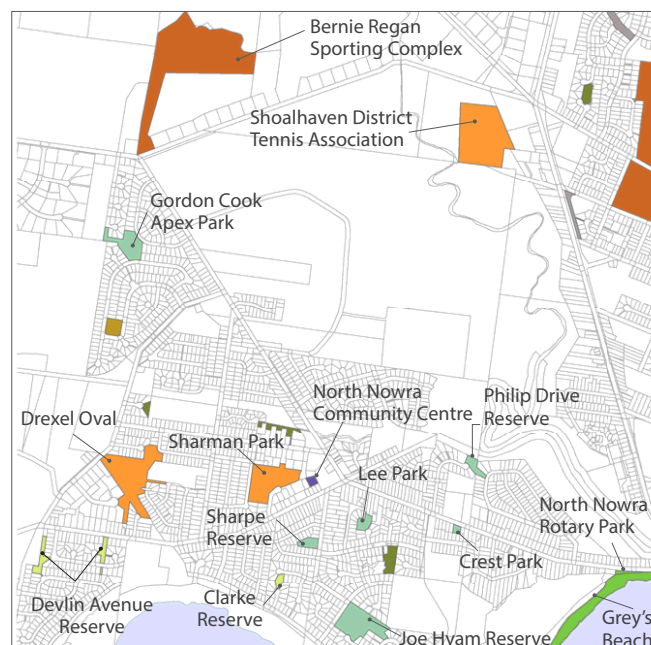 Bernie Regan
Sporting Complex
Shoalhaven District
Tennis Association
Gordon Cook
Apex Park
North Nowra
Community Centre
Philip Drive
Reserve
Drexel Oval
Sharman Park
Lee Park
North Nowra
Rotary Park
Sharpe
Reserve
Crest Park
Clarke
Reserve
Devlin Avenue
Reserve
Joe Hyam Reserve
Grey's
Beach